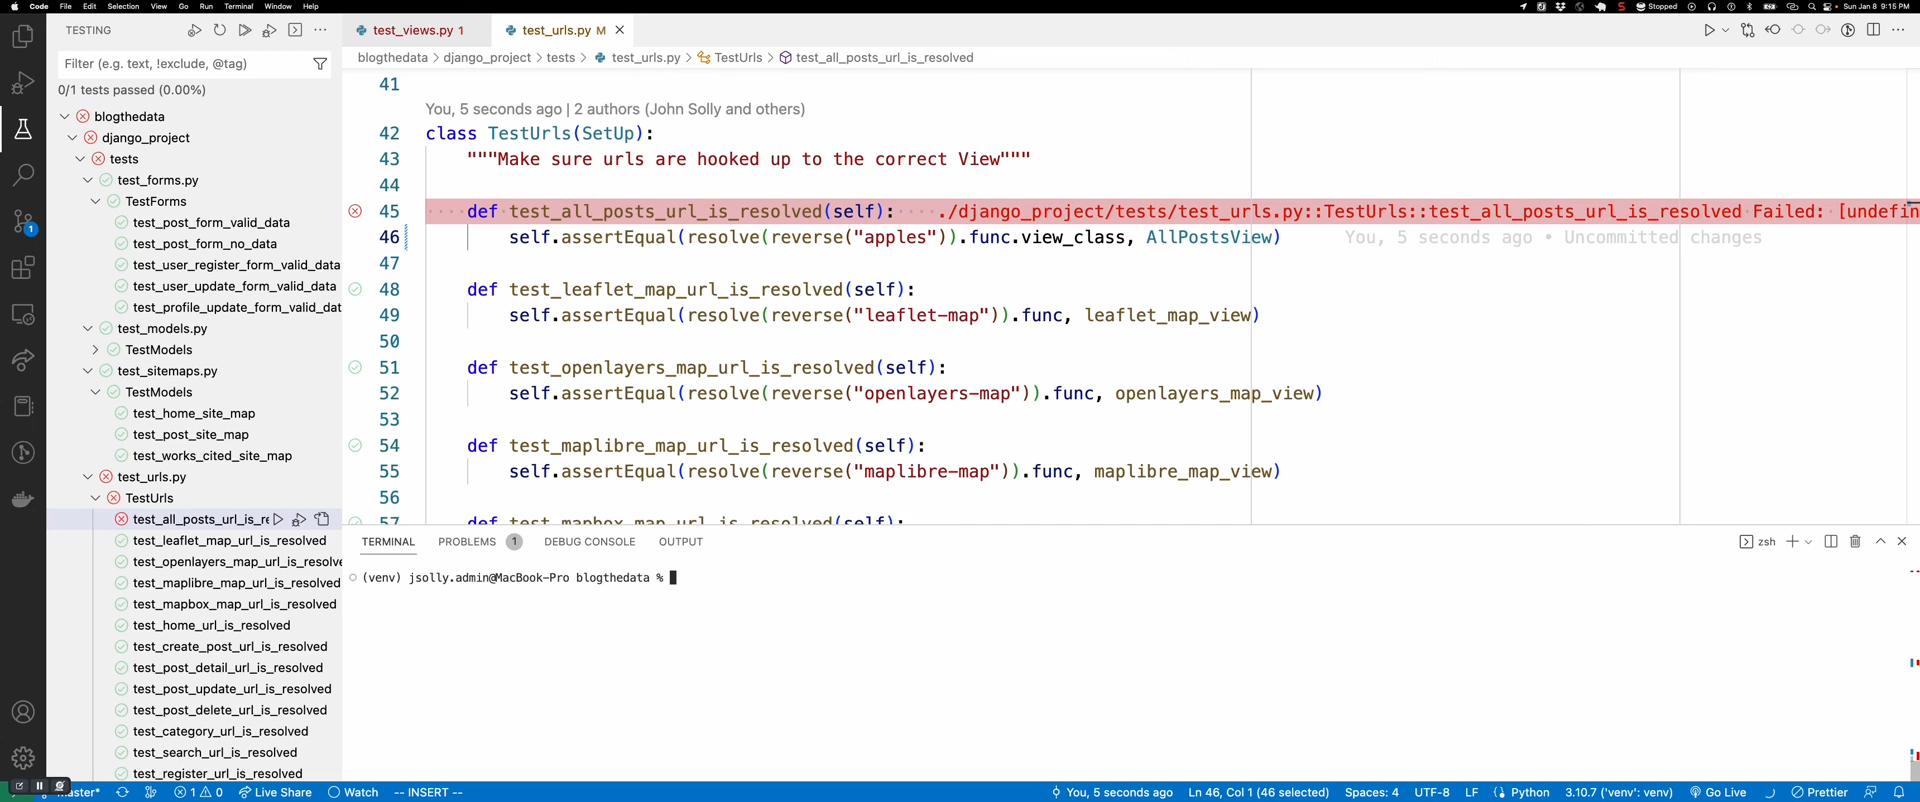 Code File Edit Selection View Go Run Terminal Window Help
Stopped
Sun Jan 8 9:15 PM
TESTING
Filter (e.g. text, !exclude, @tag)
0/1 tests passed (0.00%)
blogthedata
django_project
tests
test_forms.py
TestForms
test_post_form_valid_data
test_post_form_no_data
test_user_register_form_valid_data
test_user_update_form_valid_data
test_profile_update_form_valid_dat
test_models.py
TestModels
test_sitemaps.py
TestModels
test_home_site_map
test_post_site_map
test_works_cited_site_map
test_urls.py
TestUrls
test_all_posts_url_is_re
test_leaflet_map_url_is_resolved
test_openlayers_map_url_is_resolve
test_maplibre_map_url_is_resolved
test_mapbox_map_url_is_resolved
test_home_url_is_resolved
test_create_post_url_is_resolved
test_post_detail_url_is_resolved
test_post_update_url_is_resolved
test_post_delete_url_is_resolved
test_category_url_is_resolved
test_search_url_is_resolved
test_register_url_is_resolved
test_views.py 1
test_urls.py M
blogthedata > django_project > tests > test_urls.py > TestUrls > test_all_posts_url_is_resolved
41
You, 5 seconds ago | 2 authors (John Solly and others)
42 class TestUrls(SetUp):
43 """Make sure urls are hooked up to the correct View"""
44
45 ····def·test_all_posts_url_is_resolved(self):····./django_project/tests/test_urls.py::TestUrls::test_all_posts_url_is_resolved Failed: [undefin
46 self.assertEqual(resolve(reverse("apples")).func.view_class, AllPostsView) You, 5 seconds ago • Uncommitted changes
47
48 def test_leaflet_map_url_is_resolved(self):
49 self.assertEqual(resolve(reverse("leaflet-map")).func, leaflet_map_view)
50
51 def test_openlayers_map_url_is_resolved(self):
52 self.assertEqual(resolve(reverse("openlayers-map")).func, openlayers_map_view)
53
54 def test_maplibre_map_url_is_resolved(self):
55 self.assertEqual(resolve(reverse("maplibre-map")).func, maplibre_map_view)
56
57 def test_mapbox_map_url_is_resolved(self):
TERMINAL PROBLEMS 1 DEBUG CONSOLE OUTPUT
zsh
(venv) jsolly.admin@MacBook-Pro blogthedata %
1
master* 1 0 Live Share Watch -- INSERT --
You, 5 seconds ago Ln 46, Col 1 (46 selected) Spaces: 4 UTF-8 LF Python 3.10.7 ('venv': venv) Go Live Prettier